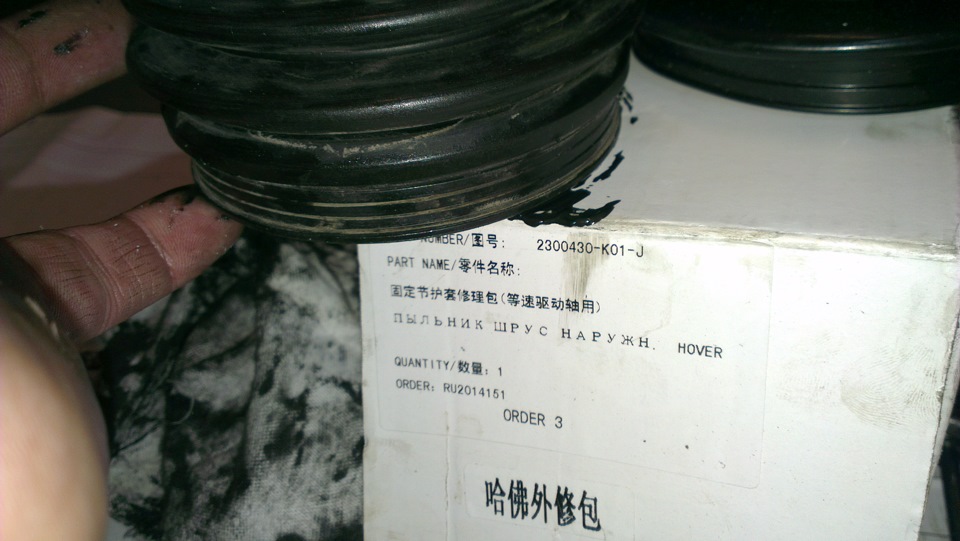 NUMBER/图号: 2300430-K01-J
PART NAME/零件名称:
固定节护套修理包(等速驱动轴用)
ПЫЛЬНИК ШРУС НАРУЖН. HOVER
QUANTITY/数量: 1
ORDER: RU2014151
ORDER 3
哈佛外修包